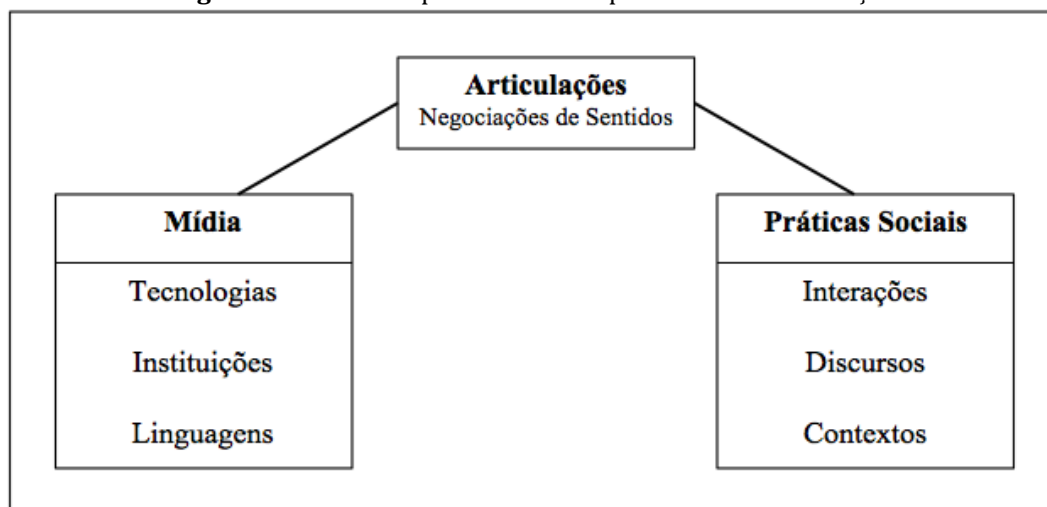 Articulações
Negociações de Sentidos
Mídia
Tecnologias
Instituições
Linguagens
Práticas Sociais
Interações
Discursos
Contextos